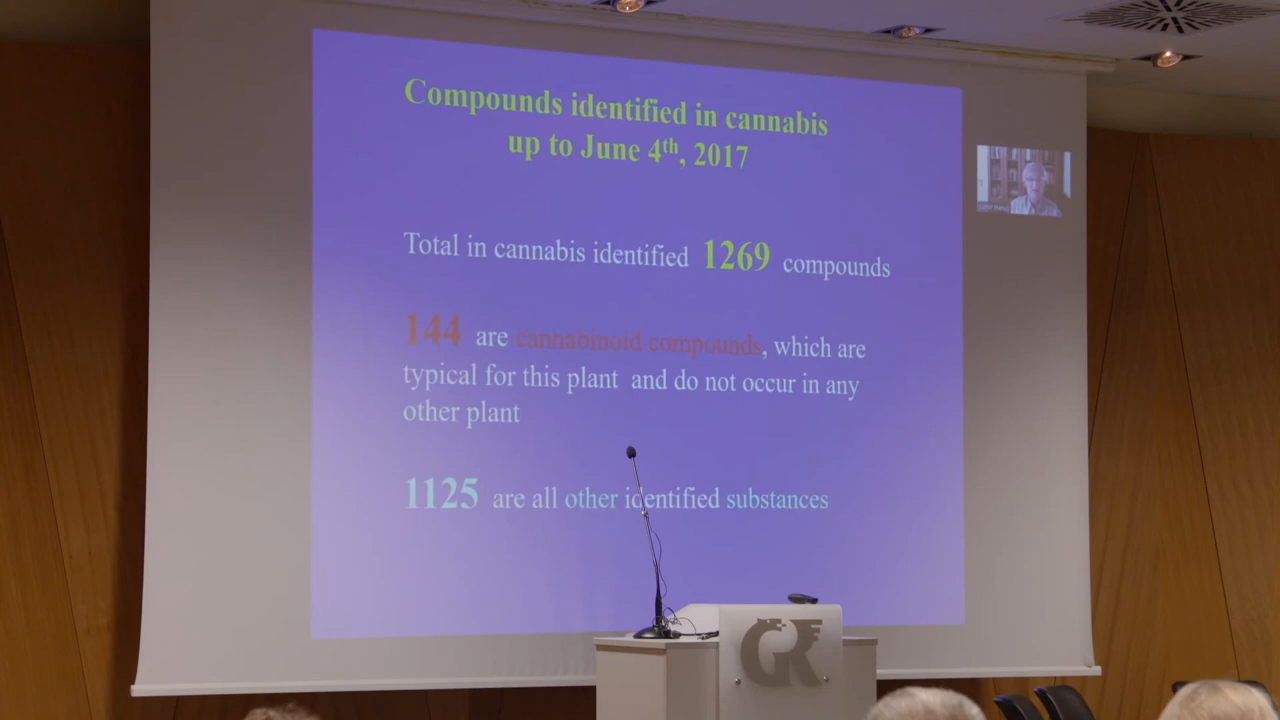 Compounds identified in cannabis
up to June 4th, 2017
Total in cannabis identified 1269 compounds
144 are cannabinoid compounds, which are
typical for this plant and do not occur in any
other plant
1125 are all other identified substances